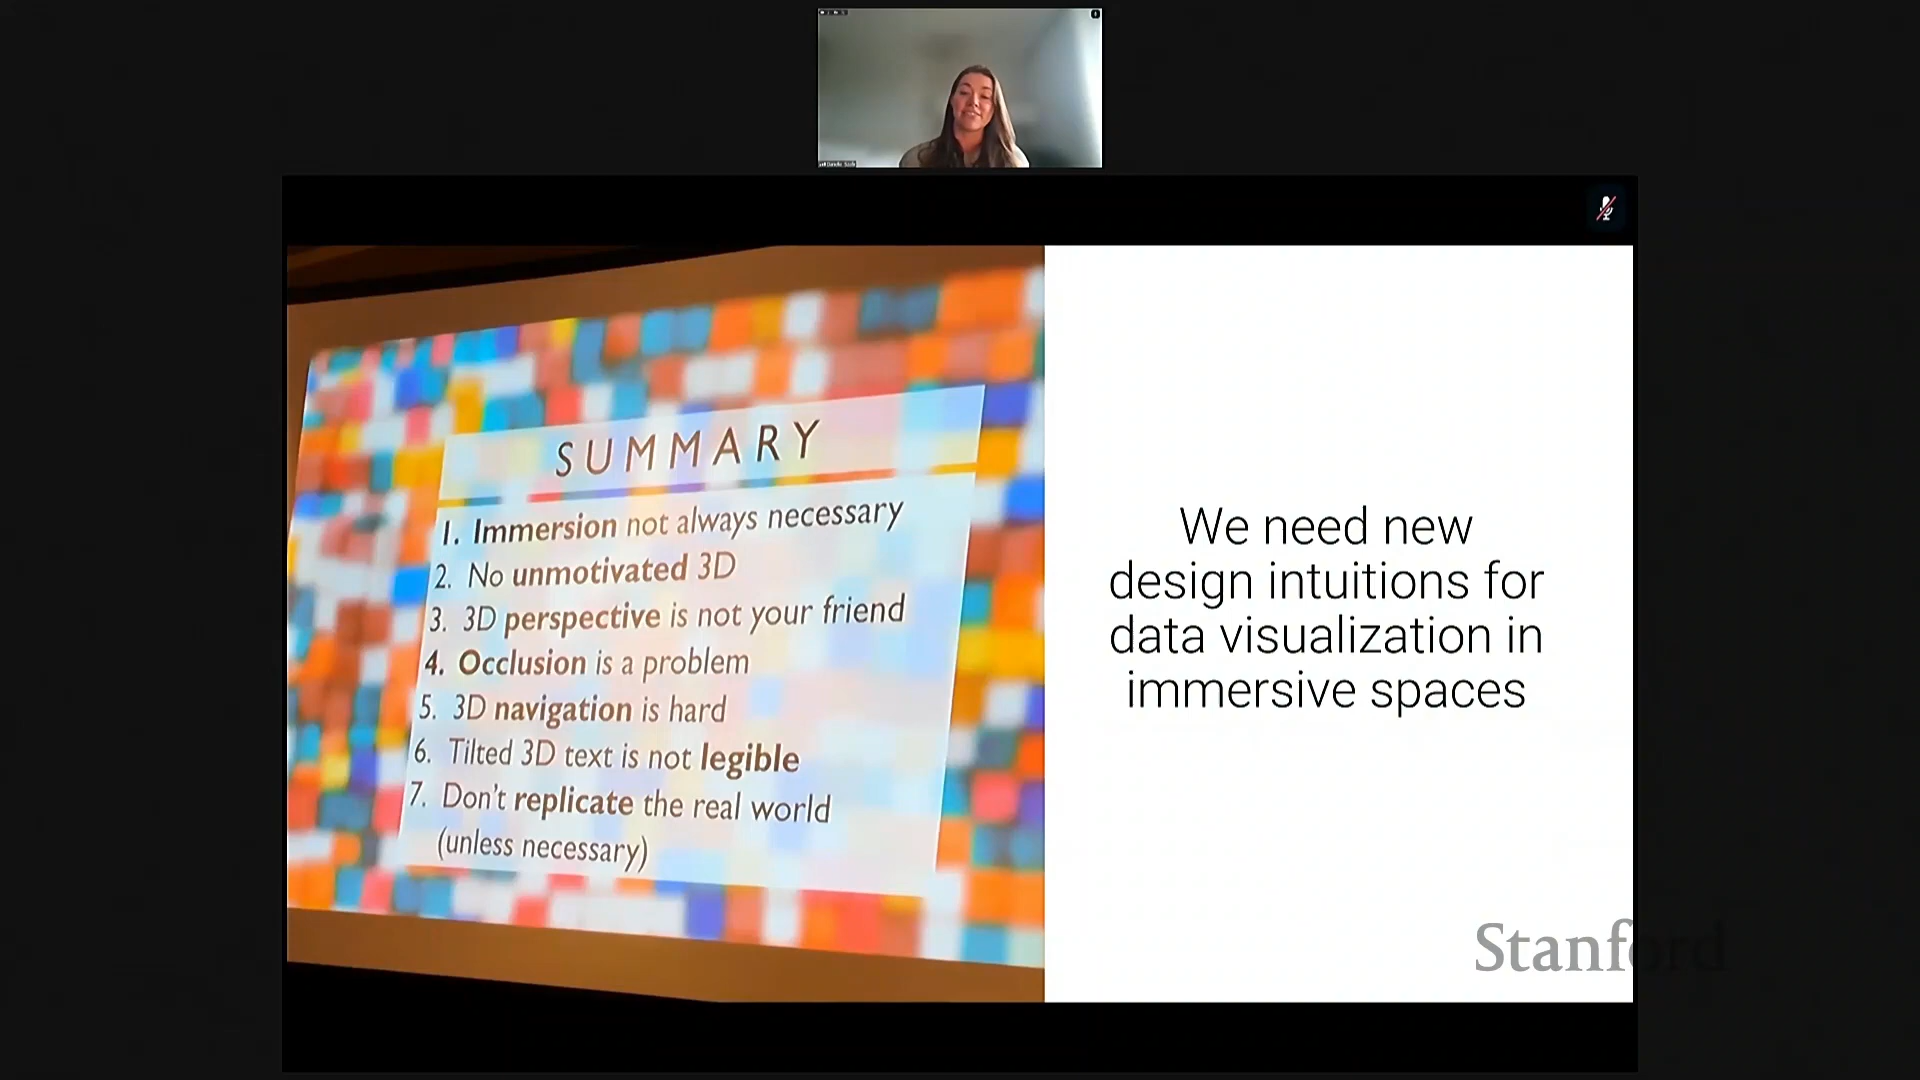 SUMMARY
1. Immersion not always necessary
2. No unmotivated 3D
3. 3D perspective is not your friend
4. Occlusion is a problem
5. 3D navigation is hard
6. Tilted 3D text is not legible
7. Don't replicate the real world
(unless necessary)
We need new
design intuitions for
data visualization in
immersive spaces
Stanford